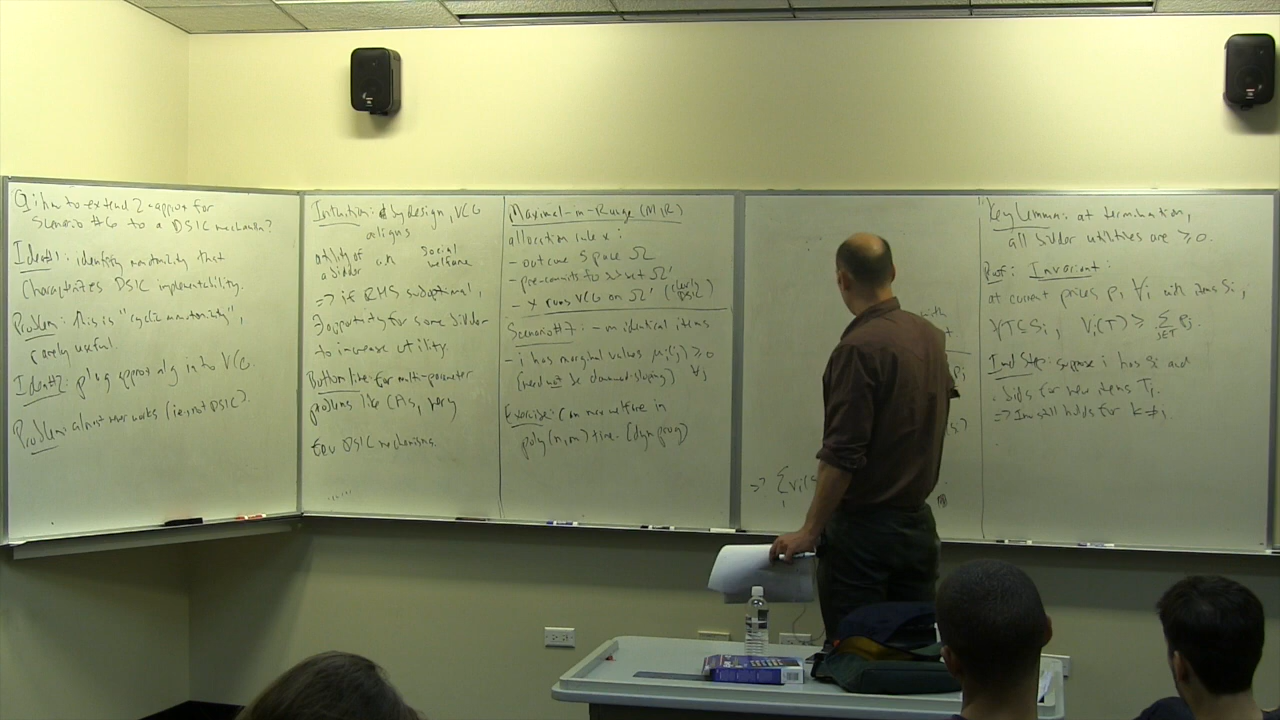 Q: how to extend 2-approx for
Scenario #6 to a DSIC mechanism?
Idea#1: identify monotonicity that
characterizes DSIC implementability.
Problem: this is "cyclic monotonicity",
rarely useful.
Idea#2: plug approx alg into VCG.
Problem: almost never works (i.e. not DSIC).
Intuition: by design, VCG
aligns
utility of a bidder with social welfare
=> if RHS suboptimal,
∃ opportunity for some bidder
to increase utility
Bottom line: for multi-parameter
problems like CAs, very
few DSIC mechanisms.
Maximal-in-Range (MIR)
allocation rule x:
- outcome space Ω
- pre-commits to subset Ω'
- x runs VCG on Ω' (clearly DSIC)
Scenario #7: - m identical items
- i has marginal values μi(j) ≥ 0 ∀j
(need not be downward-sloping)
Exercise: can max welfare in
poly(n,m) time. (dyn prog)
with
Pj
=> Σ Vi(S
i
Key Lemma: at termination,
all bidder utilities are ≥ 0.
Proof: Invariant:
at current prices p, ∀i with items Si,
∀T⊆Si, Vi(T) ≥ Σ Pj.
j∈T
Ind Step: suppose i has Si and
bids for new items Ti.
=> Inv still holds for k≠i.